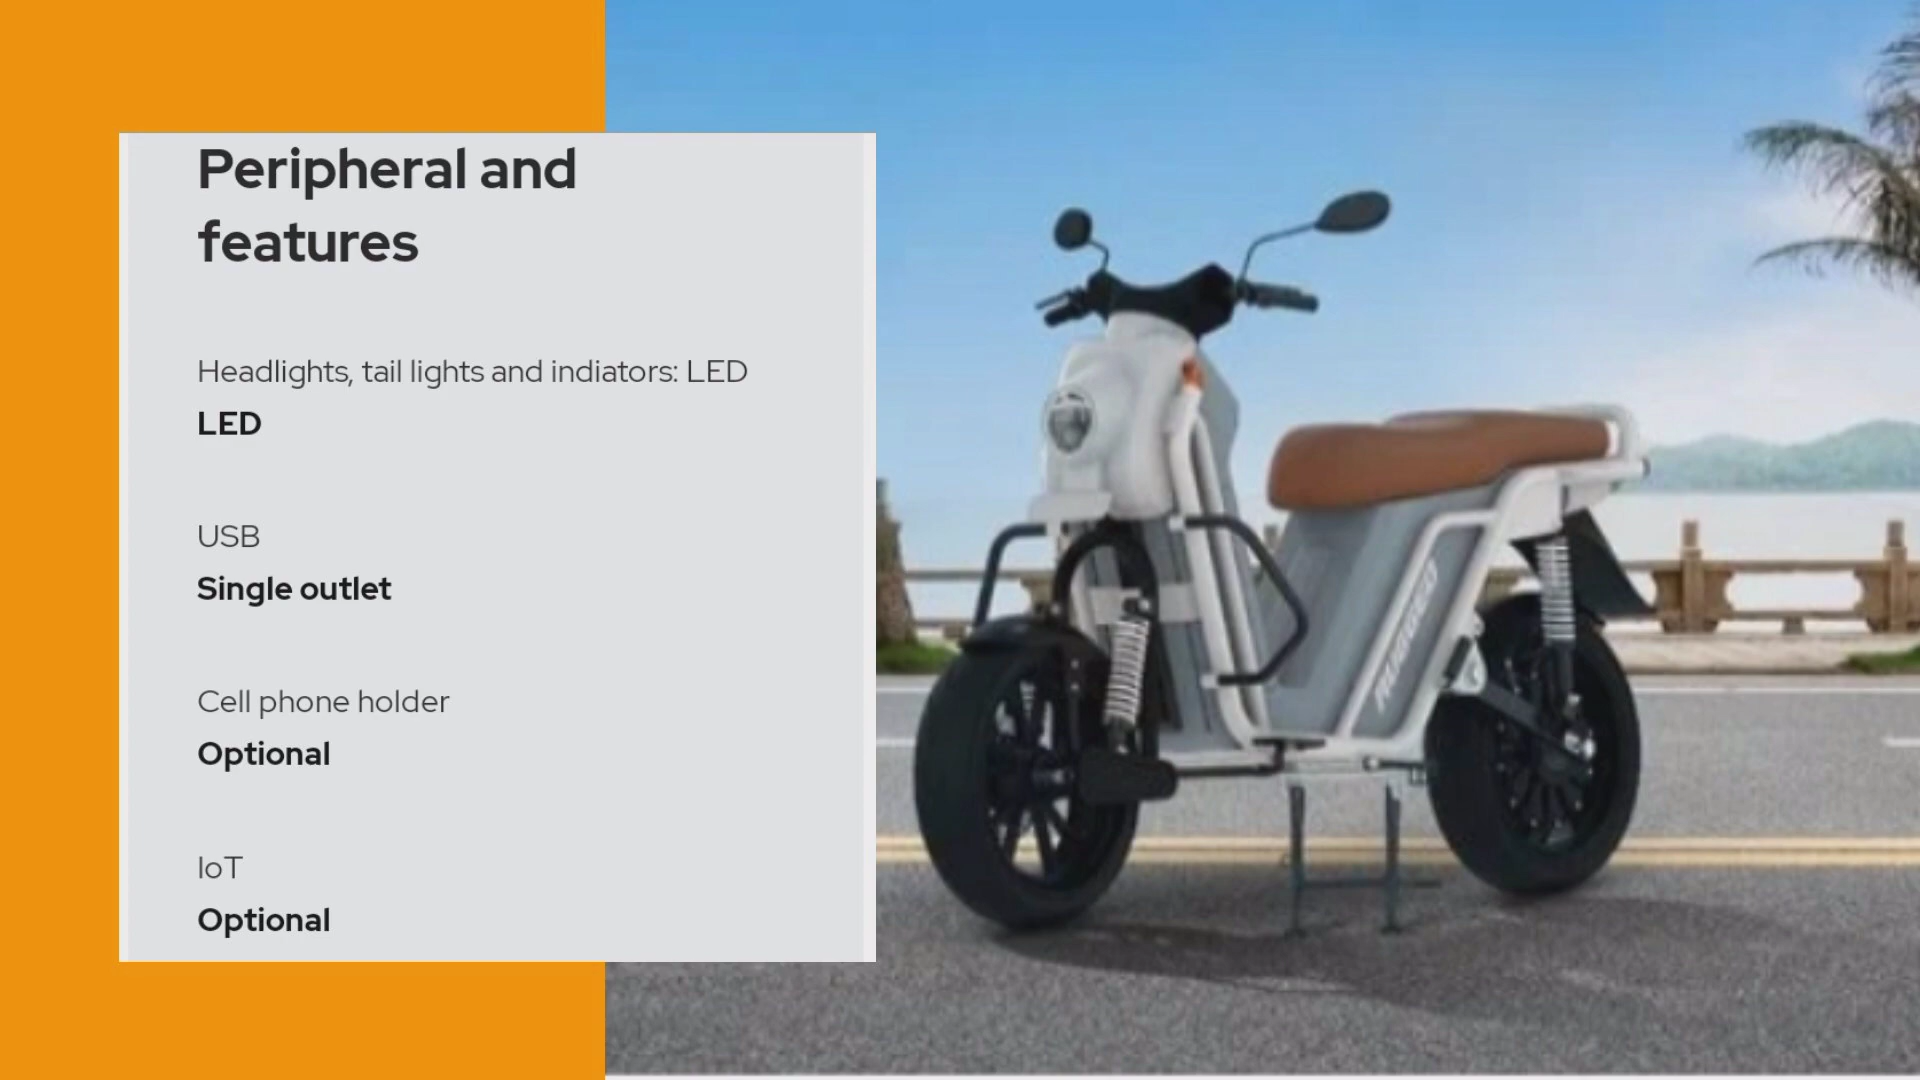 Peripheral and
features
Headlights, tail lights and indiators: LED
LED
USB
Single outlet
Cell phone holder
Optional
IoT
Optional
RUGGED